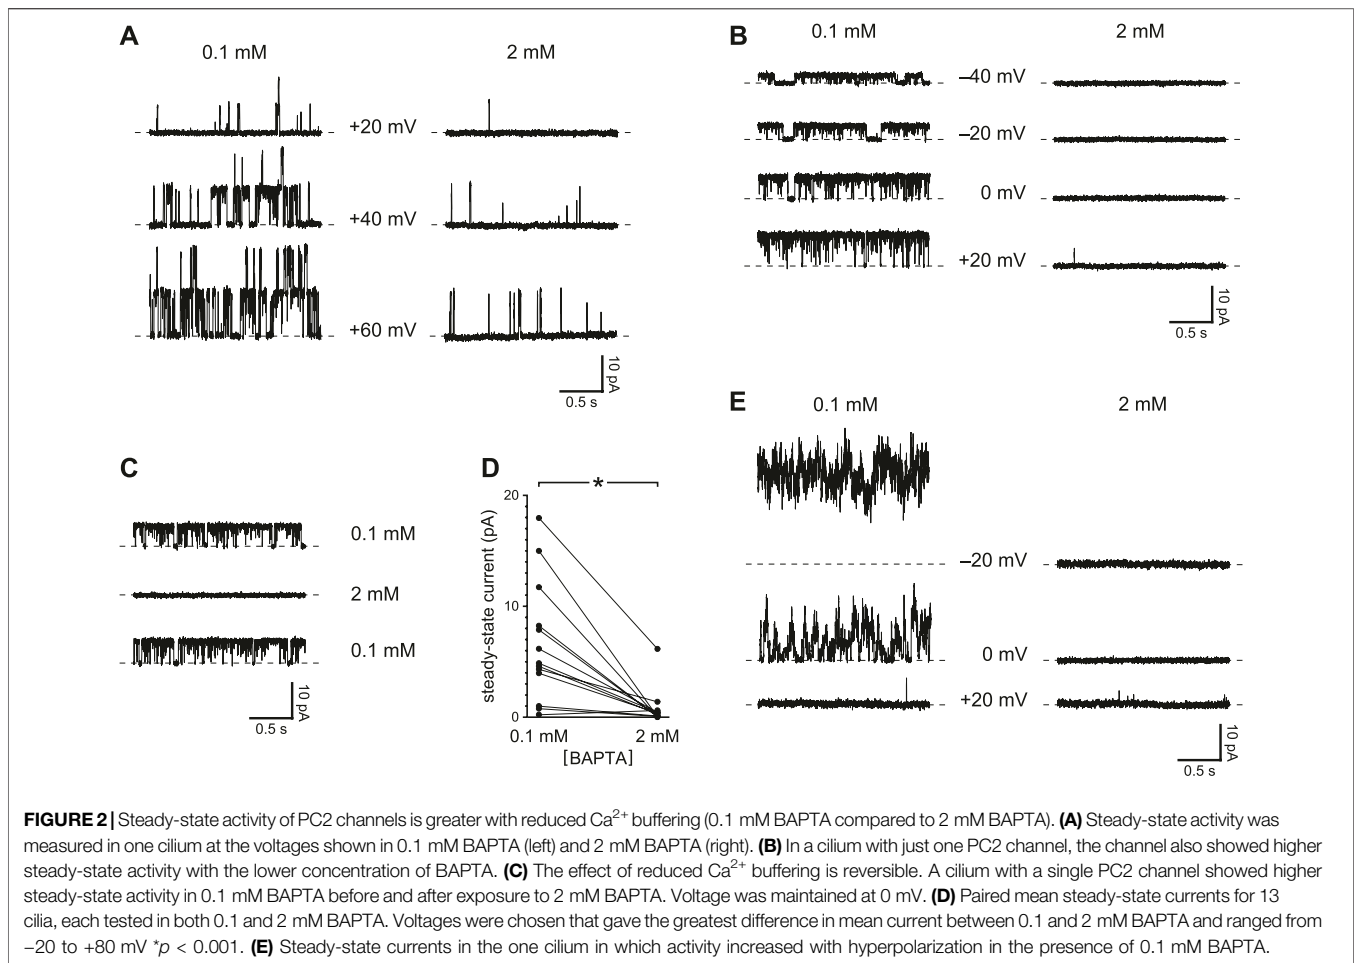 A
0.1 mM
2 mM
+20 mV
+40 mV
+60 mV
10 pA
0.5 s
B
0.1 mM
2 mM
–40 mV
–20 mV
0 mV
+20 mV
10 pA
0.5 s
C
0.1 mM
2 mM
0.1 mM
10 pA
0.5 s
D
*
steady-state current (pA)
20
10
0
0.1 mM
2 mM
[BAPTA]
E
0.1 mM
2 mM
–20 mV
0 mV
+20 mV
10 pA
0.5 s
FIGURE 2 | Steady-state activity of PC2 channels is greater with reduced Ca2+ buffering (0.1 mM BAPTA compared to 2 mM BAPTA). (A) Steady-state activity was
measured in one cilium at the voltages shown in 0.1 mM BAPTA (left) and 2 mM BAPTA (right). (B) In a cilium with just one PC2 channel, the channel also showed higher
steady-state activity with the lower concentration of BAPTA. (C) The effect of reduced Ca2+ buffering is reversible. A cilium with a single PC2 channel showed higher
steady-state activity in 0.1 mM BAPTA before and after exposure to 2 mM BAPTA. Voltage was maintained at 0 mV. (D) Paired mean steady-state currents for 13
cilia, each tested in both 0.1 and 2 mM BAPTA. Voltages were chosen that gave the greatest difference in mean current between 0.1 and 2 mM BAPTA and ranged from
−20 to +80 mV *p < 0.001. (E) Steady-state currents in the one cilium in which activity increased with hyperpolarization in the presence of 0.1 mM BAPTA.